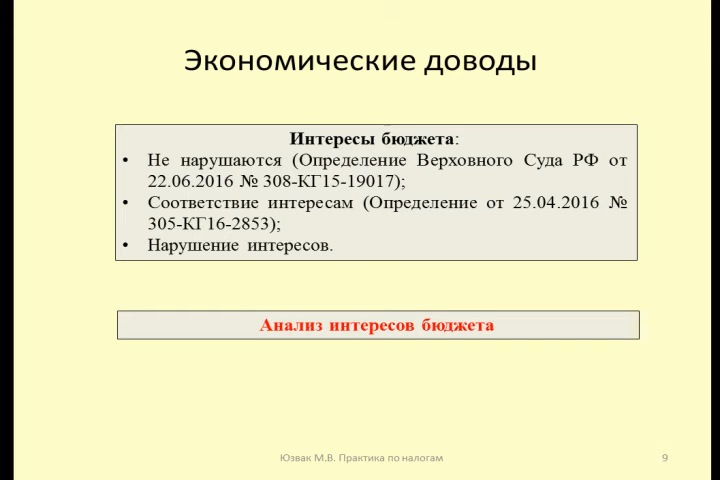 Экономические доводы
Интересы бюджета:
• Не нарушаются (Определение Верховного Суда РФ от
22.06.2016 № 308-КГ15-19017);
• Соответствие интересам (Определение от 25.04.2016 №
305-КГ16-2853);
• Нарушение интересов.
Анализ интересов бюджета
Юзвак М.В. Практика по налогам
9